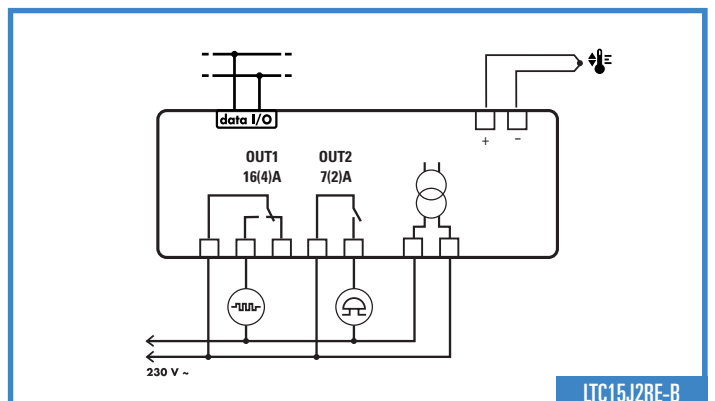 data I/O
+ −
OUT1 OUT2
16(4)A 7(2)A
230 V ~
LTC15J2RE-B